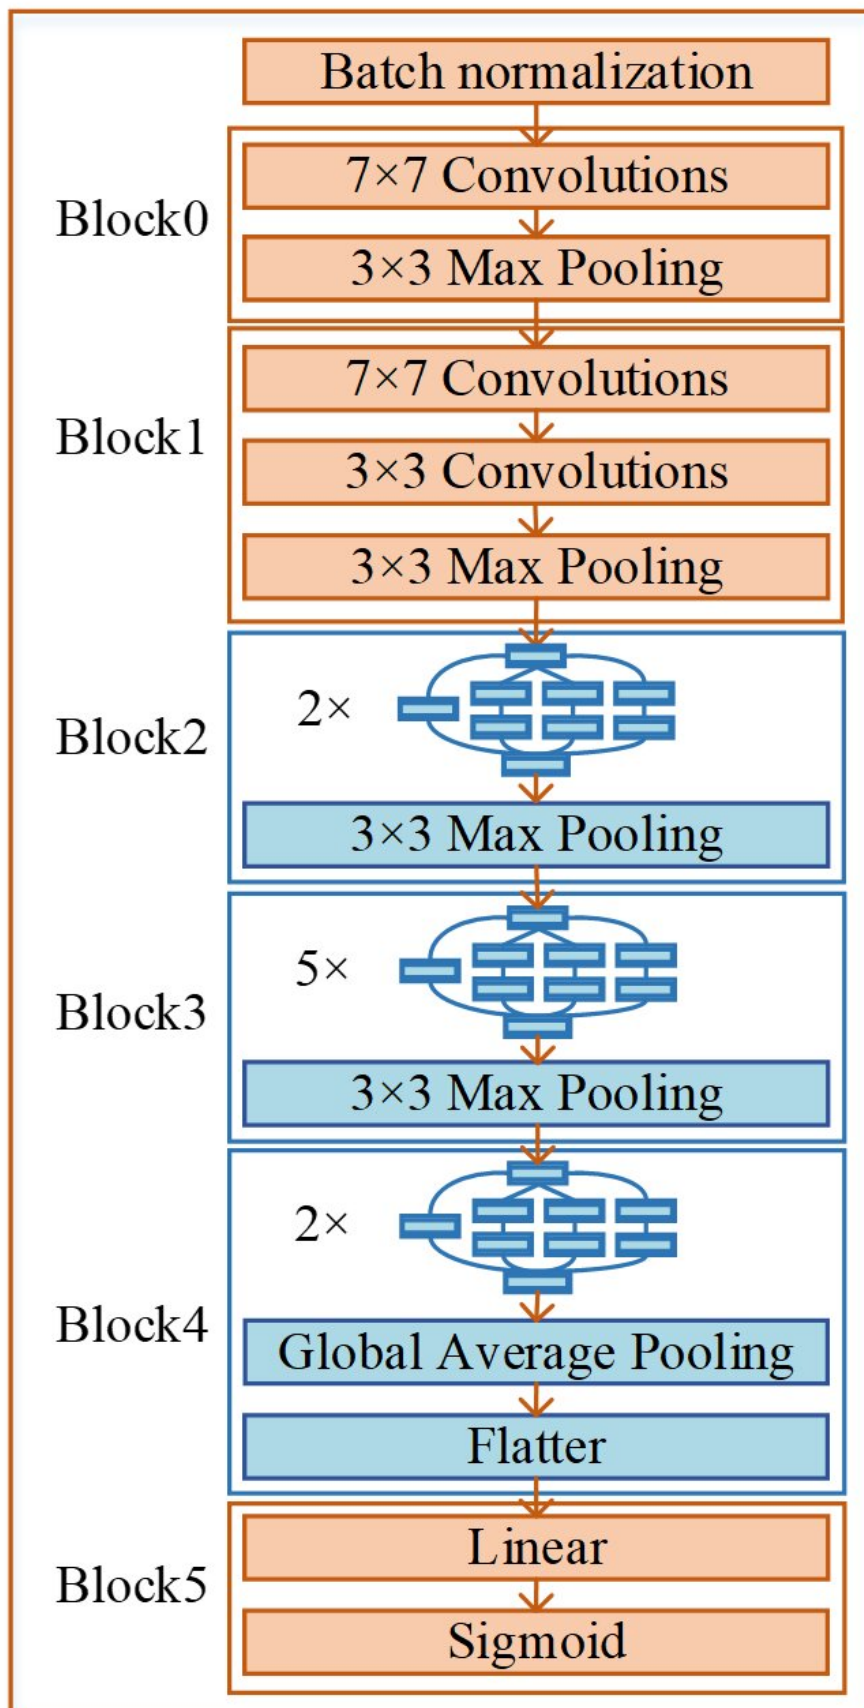 Batch normalization
Block0
7×7 Convolutions
3×3 Max Pooling
Block1
7×7 Convolutions
3×3 Convolutions
3×3 Max Pooling
Block2
2×
3×3 Max Pooling
Block3
5×
3×3 Max Pooling
Block4
2×
Global Average Pooling
Flatter
Block5
Linear
Sigmoid